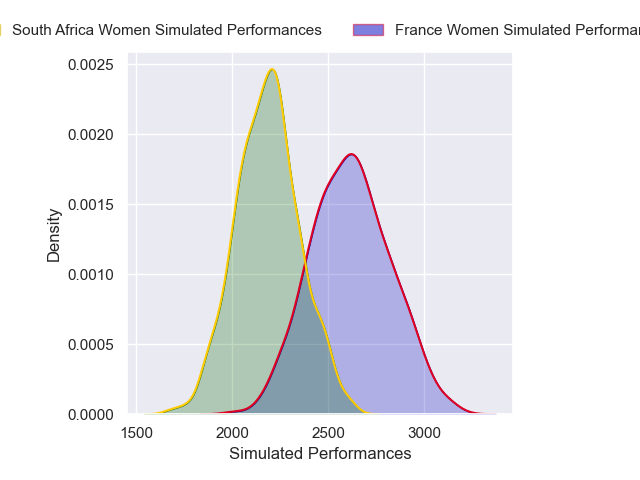 South Africa Women Simulated Performances
France Women Simulated
0.0025
0.0020
0.0015
0.0010
0.0005
0.0000
Density
1500 2000 2500 3000
Simulated Performances